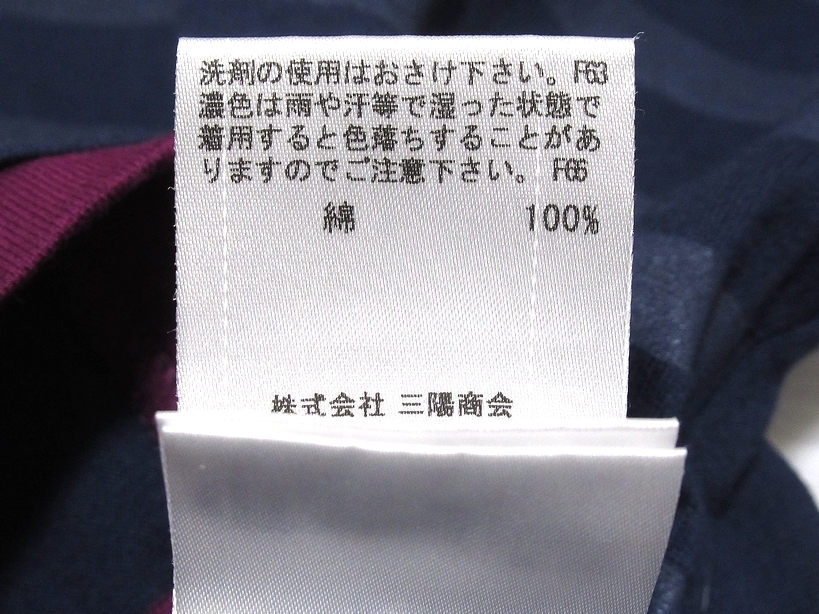 洗剤の使用はおさけ下さい。F63
濃色は雨や汗等で湿った状態で
着用すると色落ちすることがあ
りますのでご注意下さい。 F66
綿 100%
株式会社 三陽商会